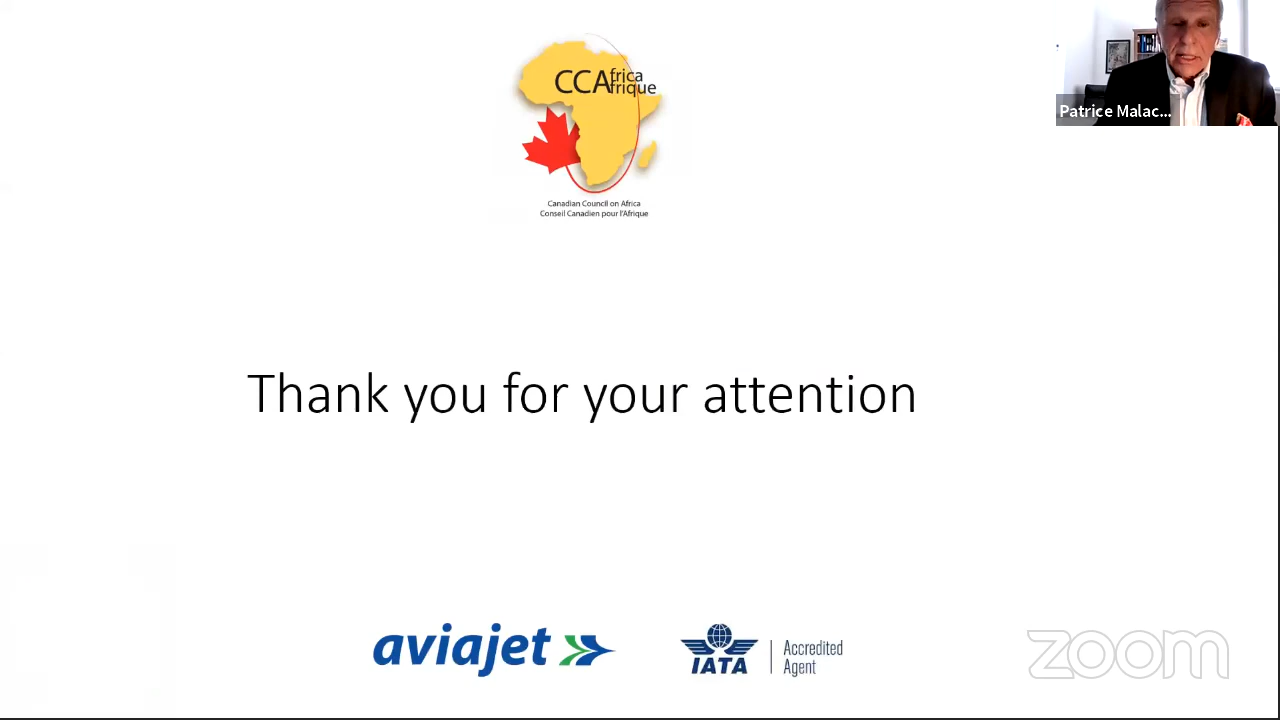 CCAfrica
frique
Canadian Council on Africa
Conseil Canadien pour l'Afrique
Patrice Malac...
Thank you for your attention
aviajet
IATA
Accredited
Agent
zoom